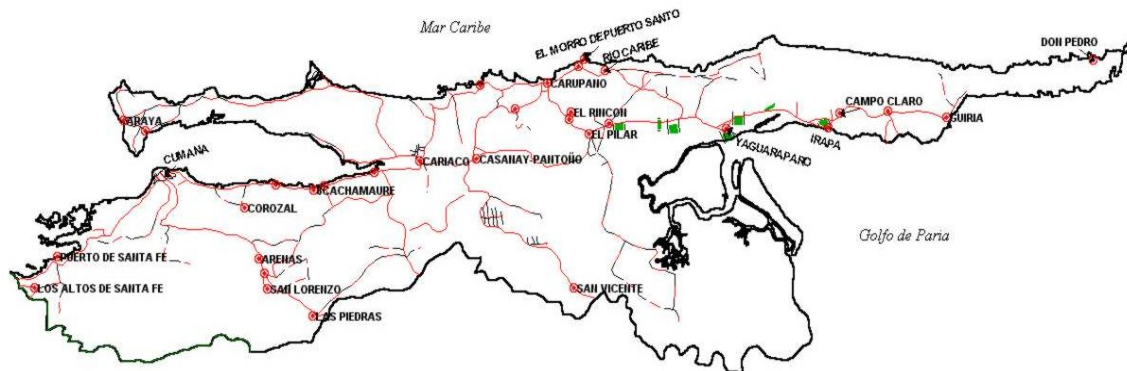 Mar Caribe
EL MORRO DE PUERTO SANTO
RIO CARIBE
DON PEDRO
CARUPANO
ARAYA
EL RINCON
CAMPO CLARO
GUIRIA
EL PILAR
IRAPA
CUMANA
CARIACO
CASANAY-PANTOÑO
YAGUARAPARO
CACHAMAURE
COROZAL
Golfo de Paria
PUERTO DE SANTA FE
ARENAS
LOS ALTOS DE SANTA FE
SAN LORENZO
SAN VICENTE
LAS PIEDRAS